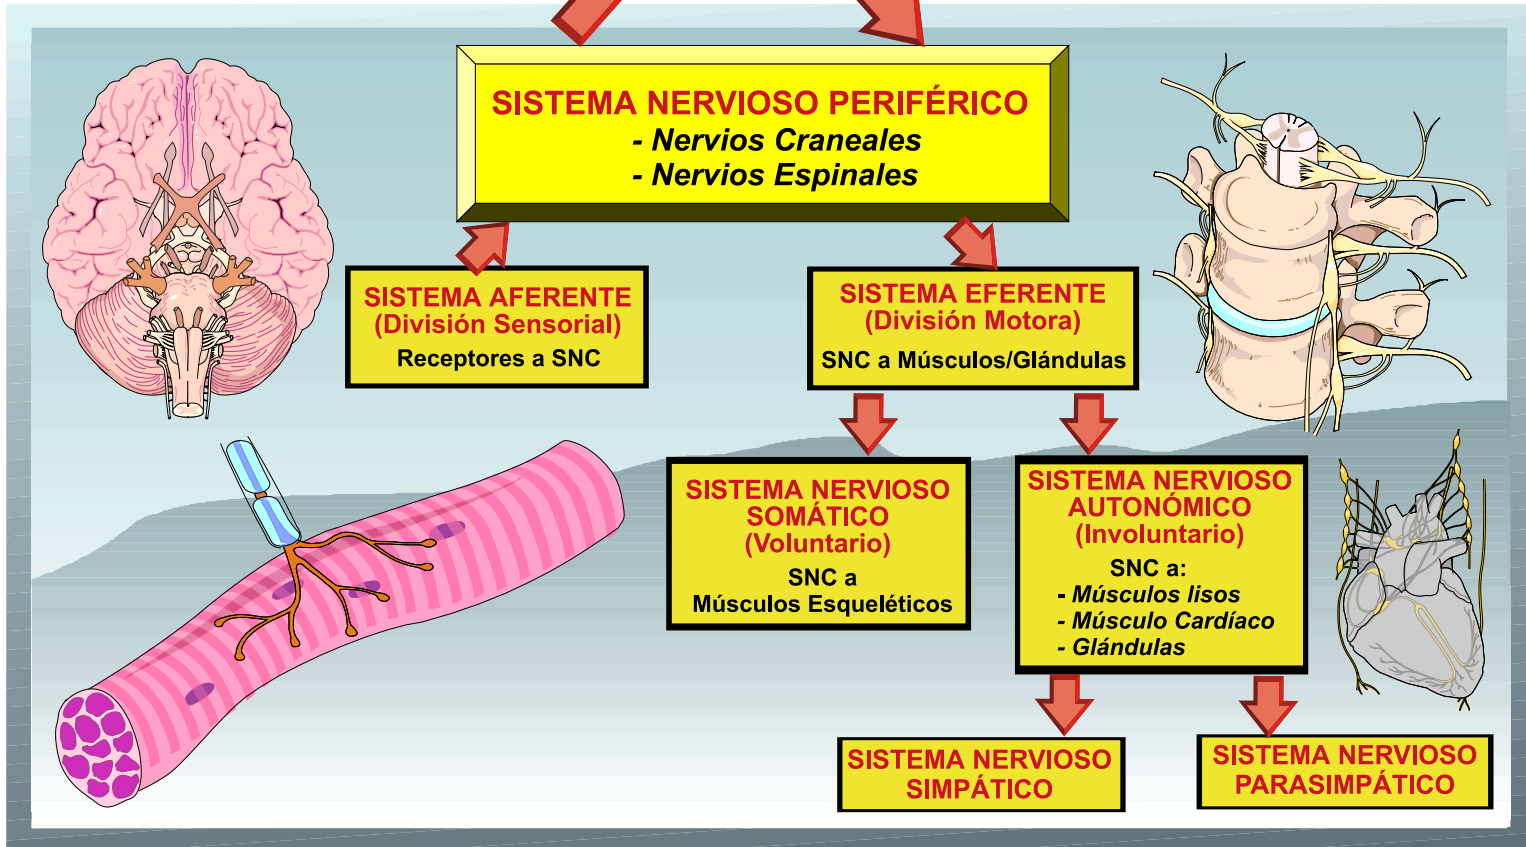 SISTEMA NERVIOSO PERIFÉRICO
- Nervios Craneales
- Nervios Espinales
SISTEMA AFERENTE
(División Sensorial)
Receptores a SNC
SISTEMA EFERENTE
(División Motora)
SNC a Músculos/Glándulas
SISTEMA NERVIOSO
SOMÁTICO
(Voluntario)
SNC a
Músculos Esqueléticos
SISTEMA NERVIOSO
AUTONÓMICO
(Involuntario)
SNC a:
- Músculos lisos
- Músculo Cardíaco
- Glándulas
SISTEMA NERVIOSO
SIMPÁTICO
SISTEMA NERVIOSO
PARASIMPÁTICO